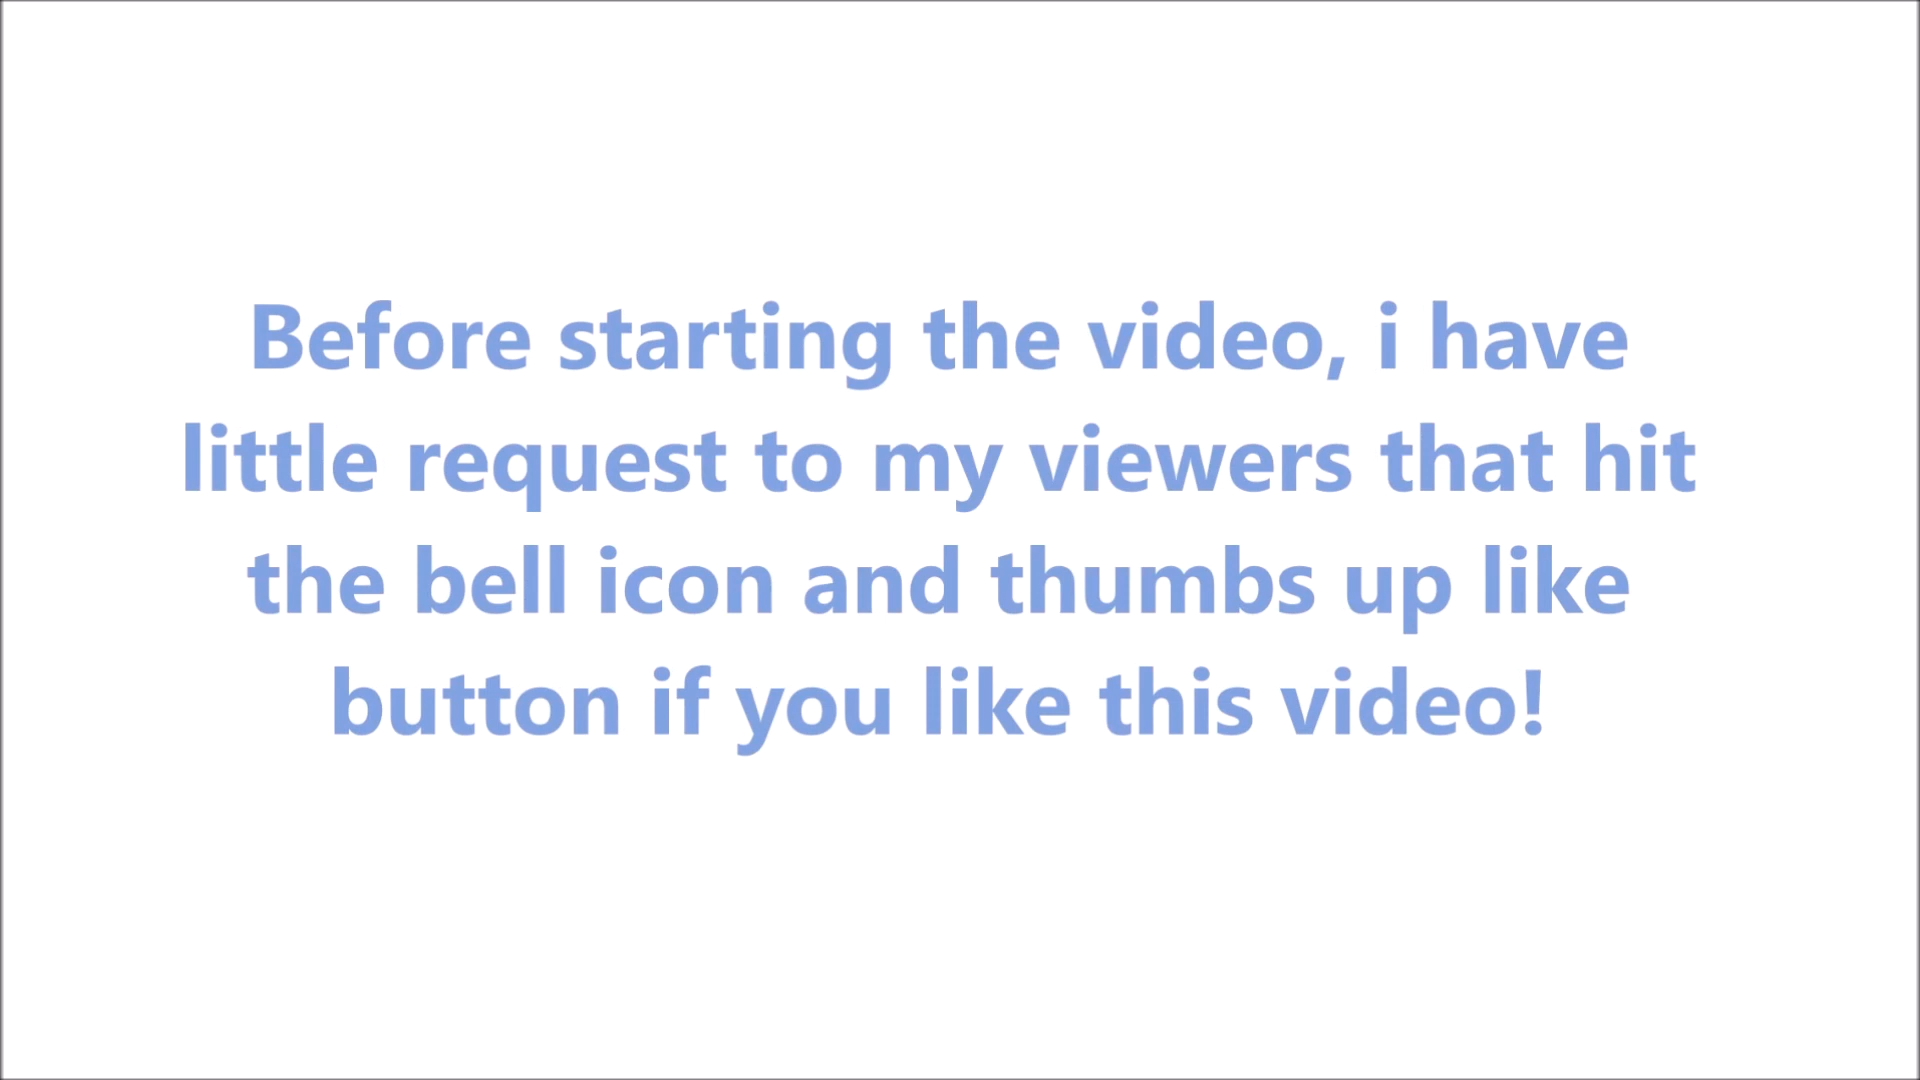 Before starting the video, i have
little request to my viewers that hit
the bell icon and thumbs up like
button if you like this video!